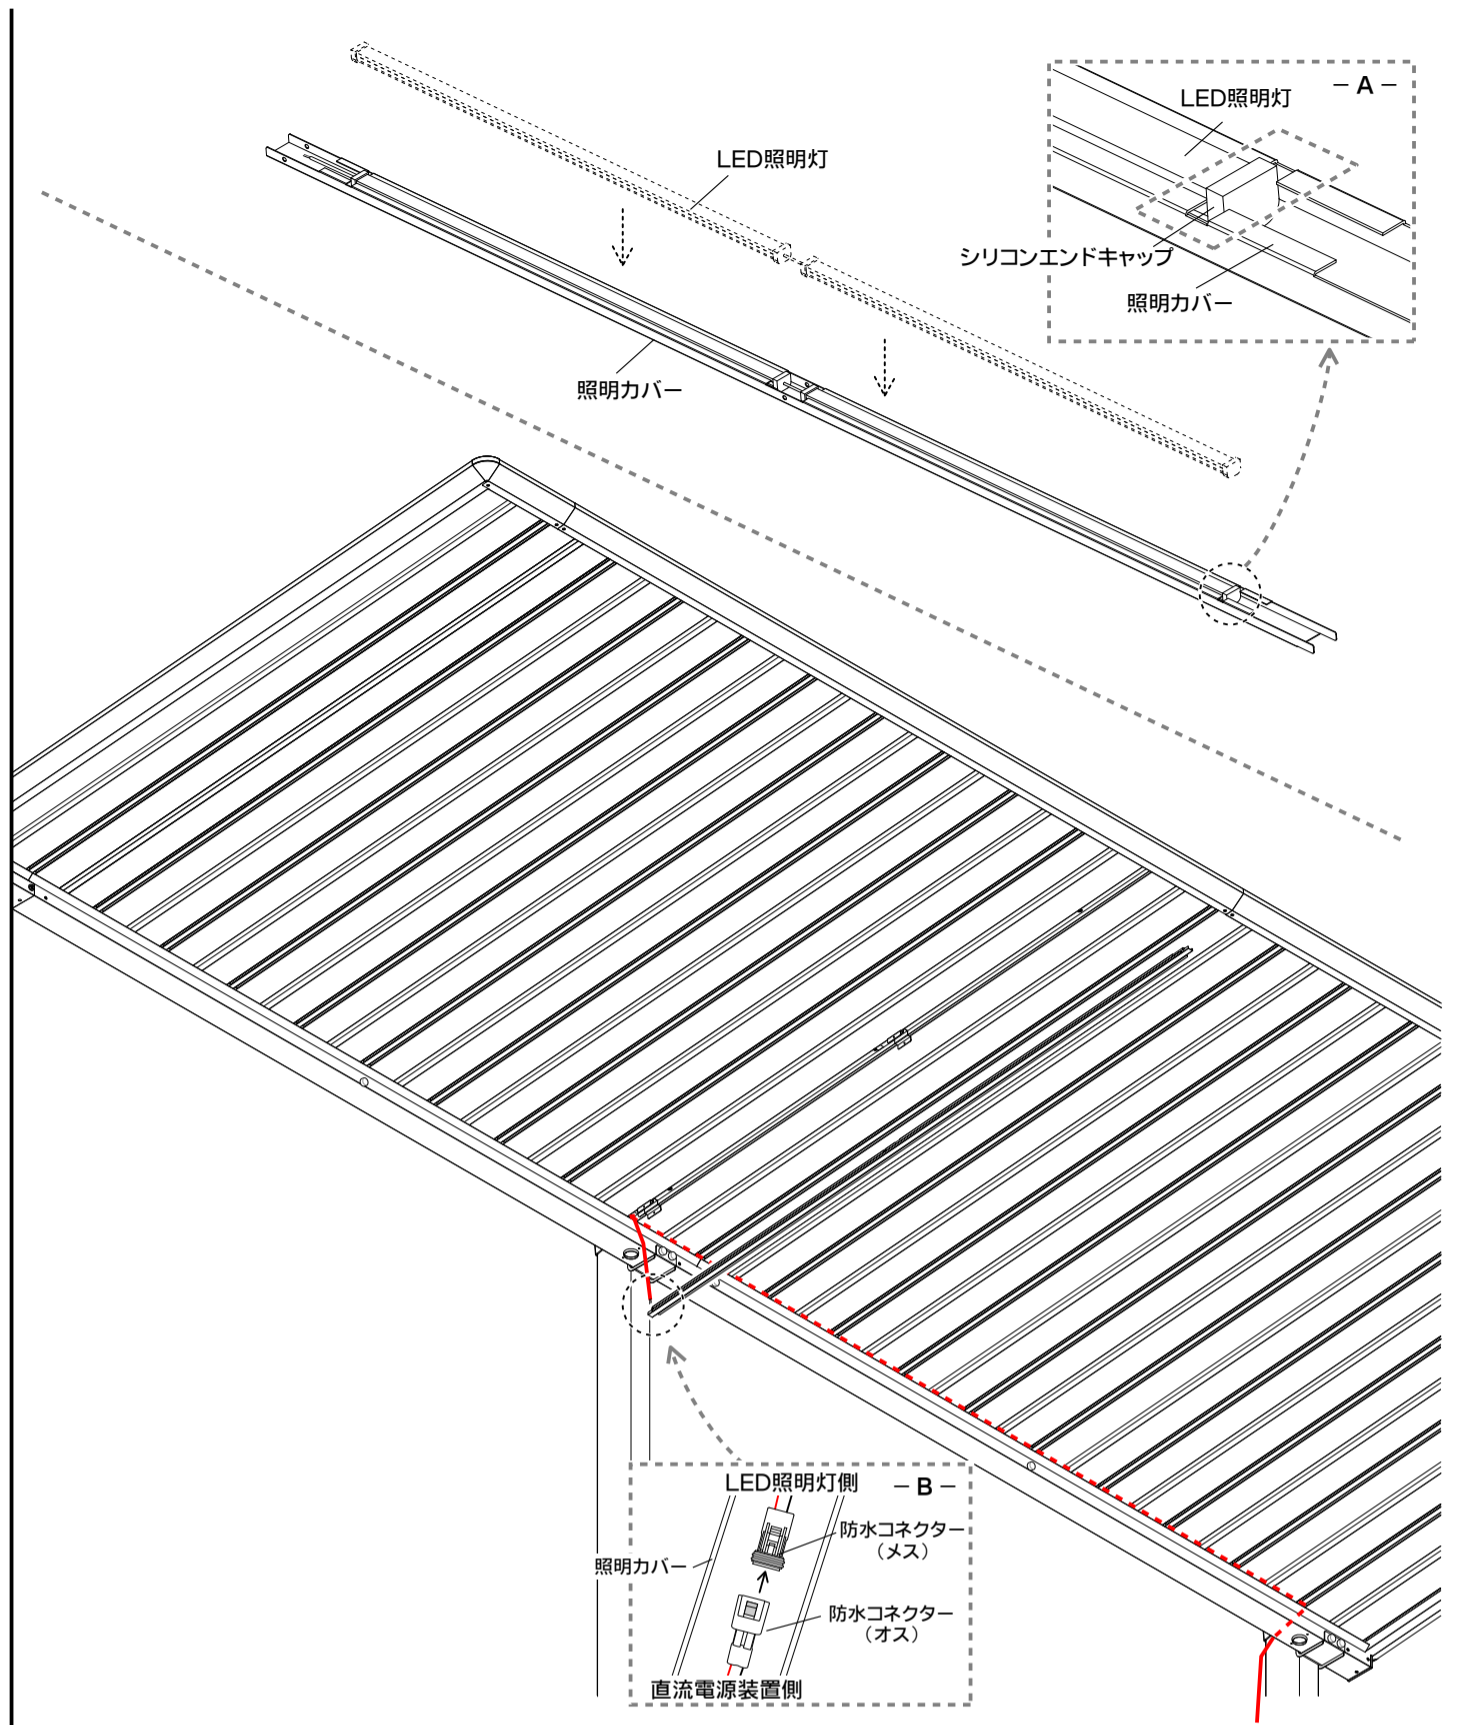 － A －
LED照明灯
シリコンエンドキャップ
照明カバー
LED照明灯
照明カバー
LED照明灯側
－ B －
防水コネクター
（メス）
照明カバー
防水コネクター
（オス）
直流電源装置側